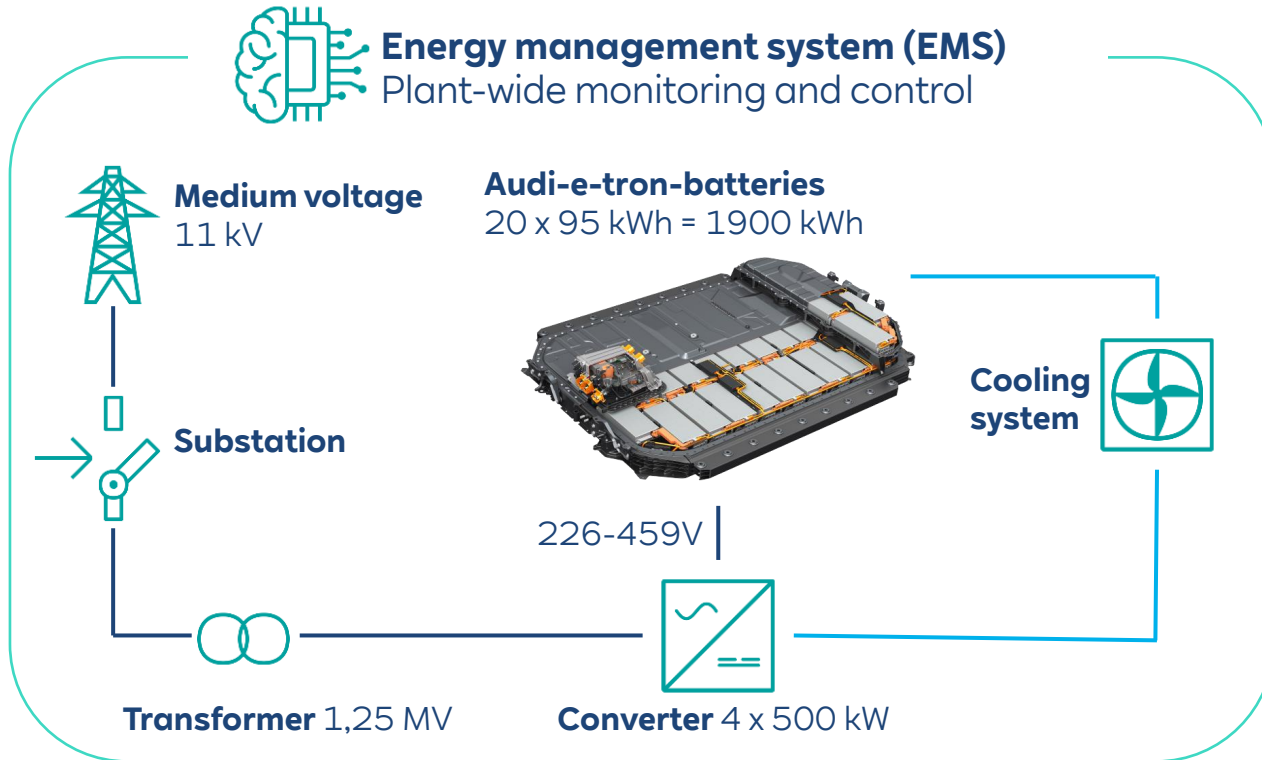 Energy management system (EMS)
Plant-wide monitoring and control
Medium voltage
11 kV
Audi-e-tron-batteries
20 x 95 kWh = 1900 kWh
Substation
Cooling
system
226-459V
Transformer 1,25 MV
Converter 4 x 500 kW